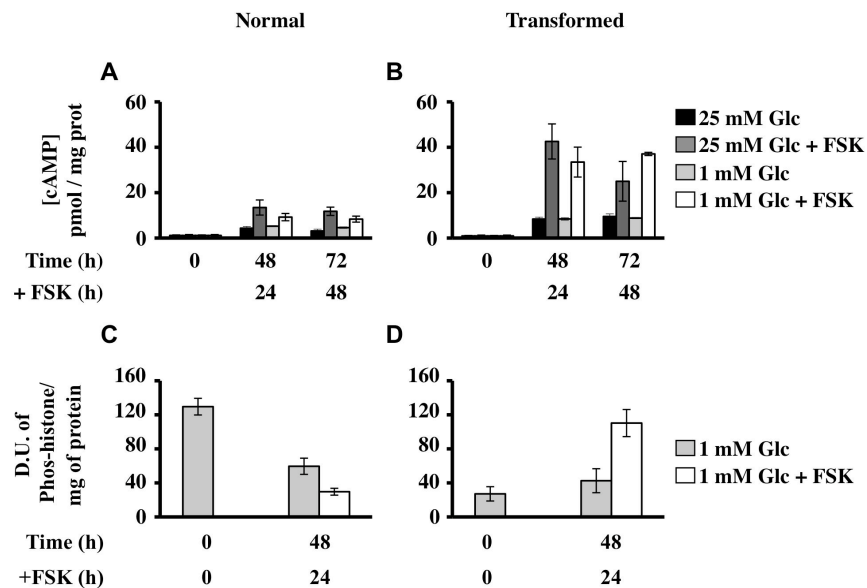 Normal
Transformed
A
B
[cAMP]
pmol / mg prot
60
40
20
0
60
40
20
0
25 mM Glc
25 mM Glc + FSK
1 mM Glc
1 mM Glc + FSK
Time (h)
0
48
72
0
48
72
+ FSK (h)
24
48
24
48
C
D
D.U. of
Phos-histone/
mg of protein
160
120
80
40
0
160
120
80
40
0
1 mM Glc
1 mM Glc + FSK
Time (h)
0
48
0
48
+FSK (h)
0
24
0
24